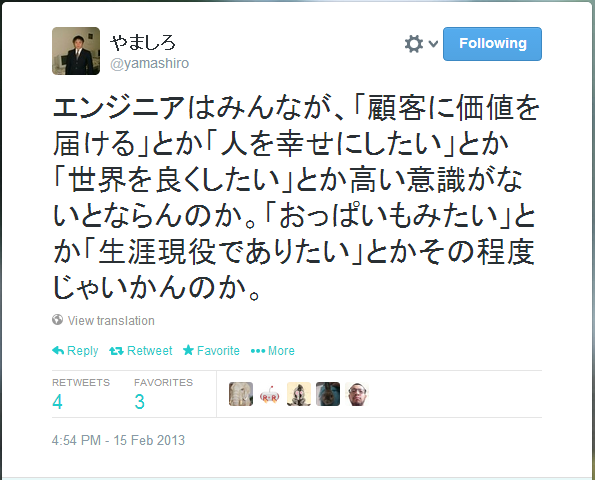 やましろ
@yamashiro
Following
エンジニアはみんなが、「顧客に価値を
届ける」とか「人を幸せにしたい」とか
「世界を良くしたい」とか高い意識がな
いとならんのか。「おっぱいもみたい」と
か「生涯現役でありたい」とかその程度
じゃいかんのか。
View translation
Reply Retweet Favorite More
RETWEETS FAVORITES
4 3
4:54 PM - 15 Feb 2013